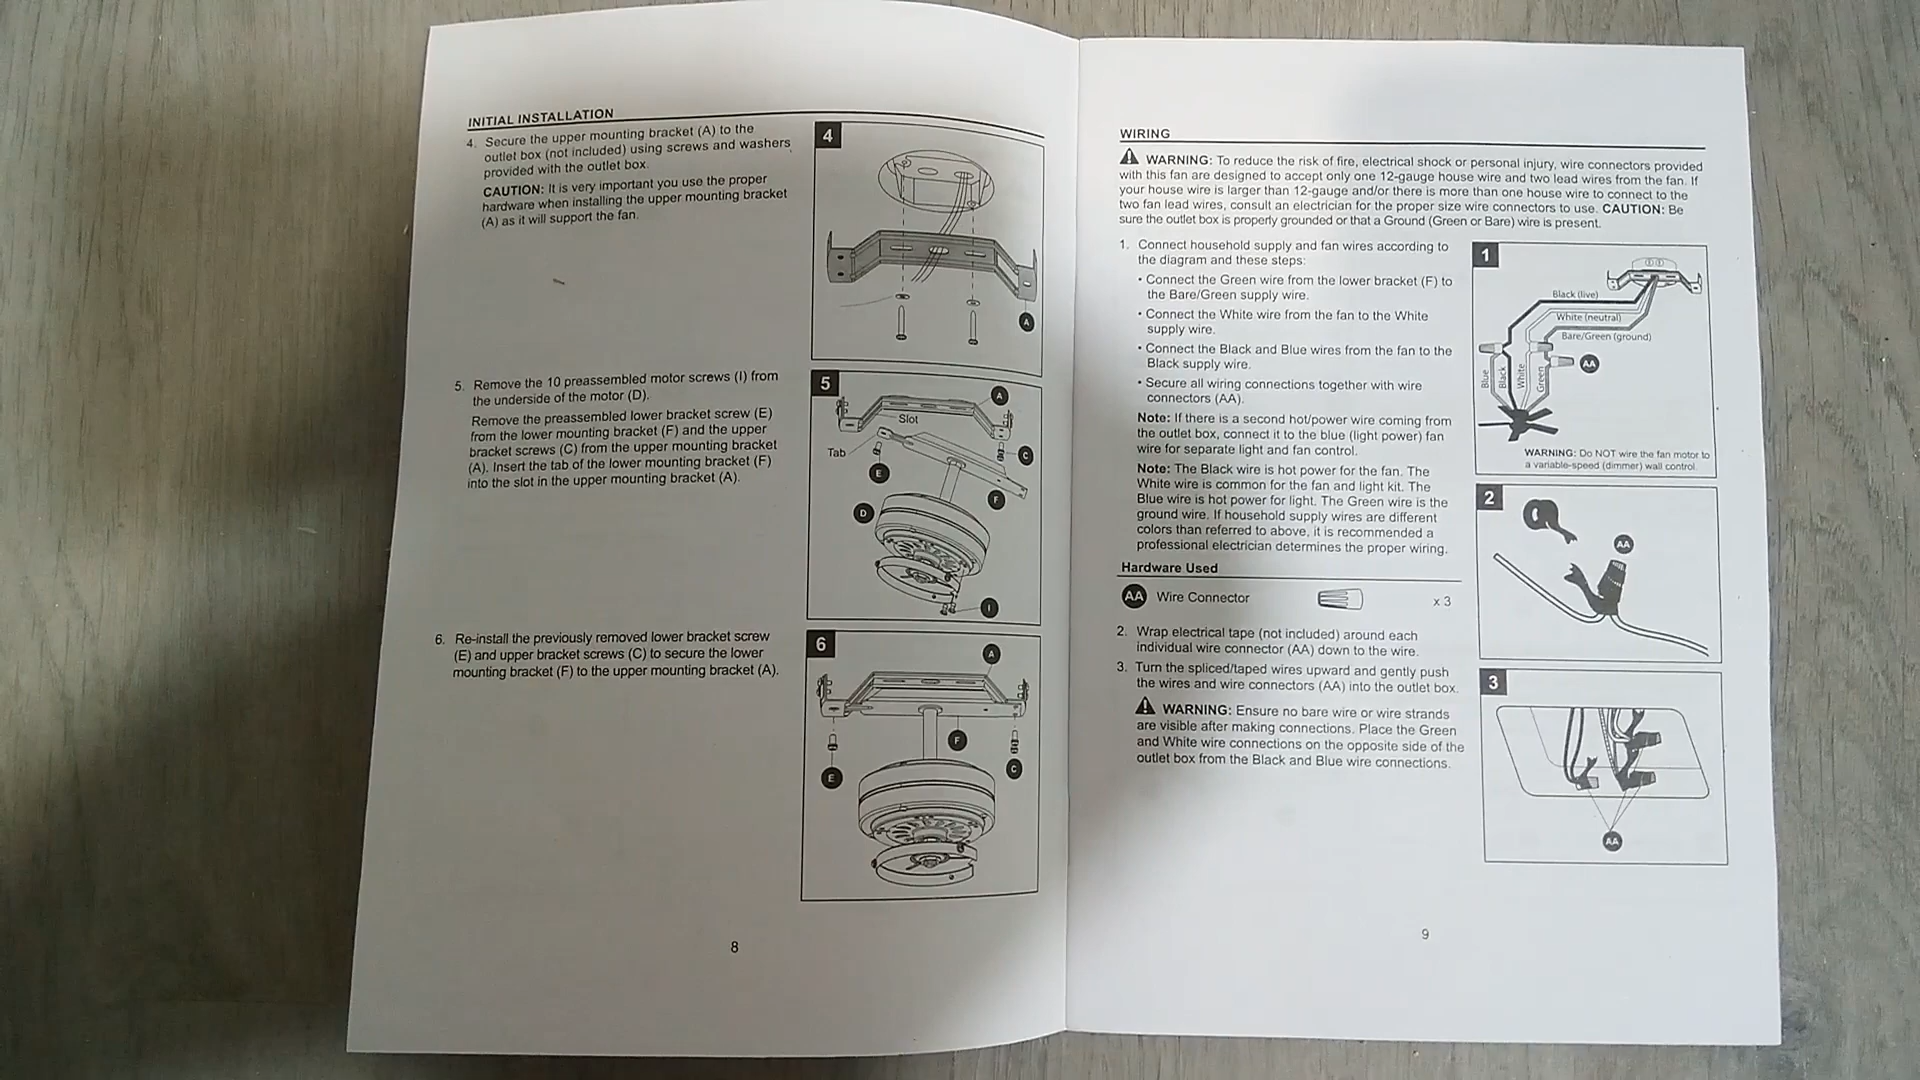 INITIAL INSTALLATION
4. Secure the upper mounting bracket (A) to the
outlet box (not included) using screws and washers
provided with the outlet box.
CAUTION: It is very important you use the proper
hardware when installing the upper mounting bracket
(A) as it will support the fan.
4
A
5. Remove the 10 preassembled motor screws (I) from
the underside of the motor (D).
Remove the preassembled lower bracket screw (E)
from the lower mounting bracket (F) and the upper
bracket screws (C) from the upper mounting bracket
(A). Insert the tab of the lower mounting bracket (F)
into the slot in the upper mounting bracket (A).
5
A
Slot
Tab
C
E
F
D
I
6. Re-install the previously removed lower bracket screw
(E) and upper bracket screws (C) to secure the lower
mounting bracket (F) to the upper mounting bracket (A).
6
A
F
C
E
8
WIRING
WARNING: To reduce the risk of fire, electrical shock or personal injury, wire connectors provided
with this fan are designed to accept only one 12-gauge house wire and two lead wires from the fan. If
your house wire is larger than 12-gauge and/or there is more than one house wire to connect to the
two fan lead wires, consult an electrician for the proper size wire connectors to use. CAUTION: Be
sure the outlet box is properly grounded or that a Ground (Green or Bare) wire is present.
1. Connect household supply and fan wires according to
the diagram and these steps:
• Connect the Green wire from the lower bracket (F) to
the Bare/Green supply wire.
• Connect the White wire from the fan to the White
supply wire.
• Connect the Black and Blue wires from the fan to the
Black supply wire.
• Secure all wiring connections together with wire
connectors (AA).
Note: If there is a second hot/power wire coming from
the outlet box, connect it to the blue (light power) fan
wire for separate light and fan control.
Note: The Black wire is hot power for the fan. The
White wire is common for the fan and light kit. The
Blue wire is hot power for light. The Green wire is the
ground wire. If household supply wires are different
colors than referred to above, it is recommended a
professional electrician determines the proper wiring.
1
Black (live)
White (neutral)
Bare/Green (ground)
AA
Blue
Black
White
Green
WARNING: Do NOT wire the fan motor to
a variable-speed (dimmer) wall control.
Hardware Used
AA Wire Connector x 3
2. Wrap electrical tape (not included) around each
individual wire connector (AA) down to the wire.
3. Turn the spliced/taped wires upward and gently push
the wires and wire connectors (AA) into the outlet box.
WARNING: Ensure no bare wire or wire strands
are visible after making connections. Place the Green
and White wire connections on the opposite side of the
outlet box from the Black and Blue wire connections.
2
AA
3
AA
9